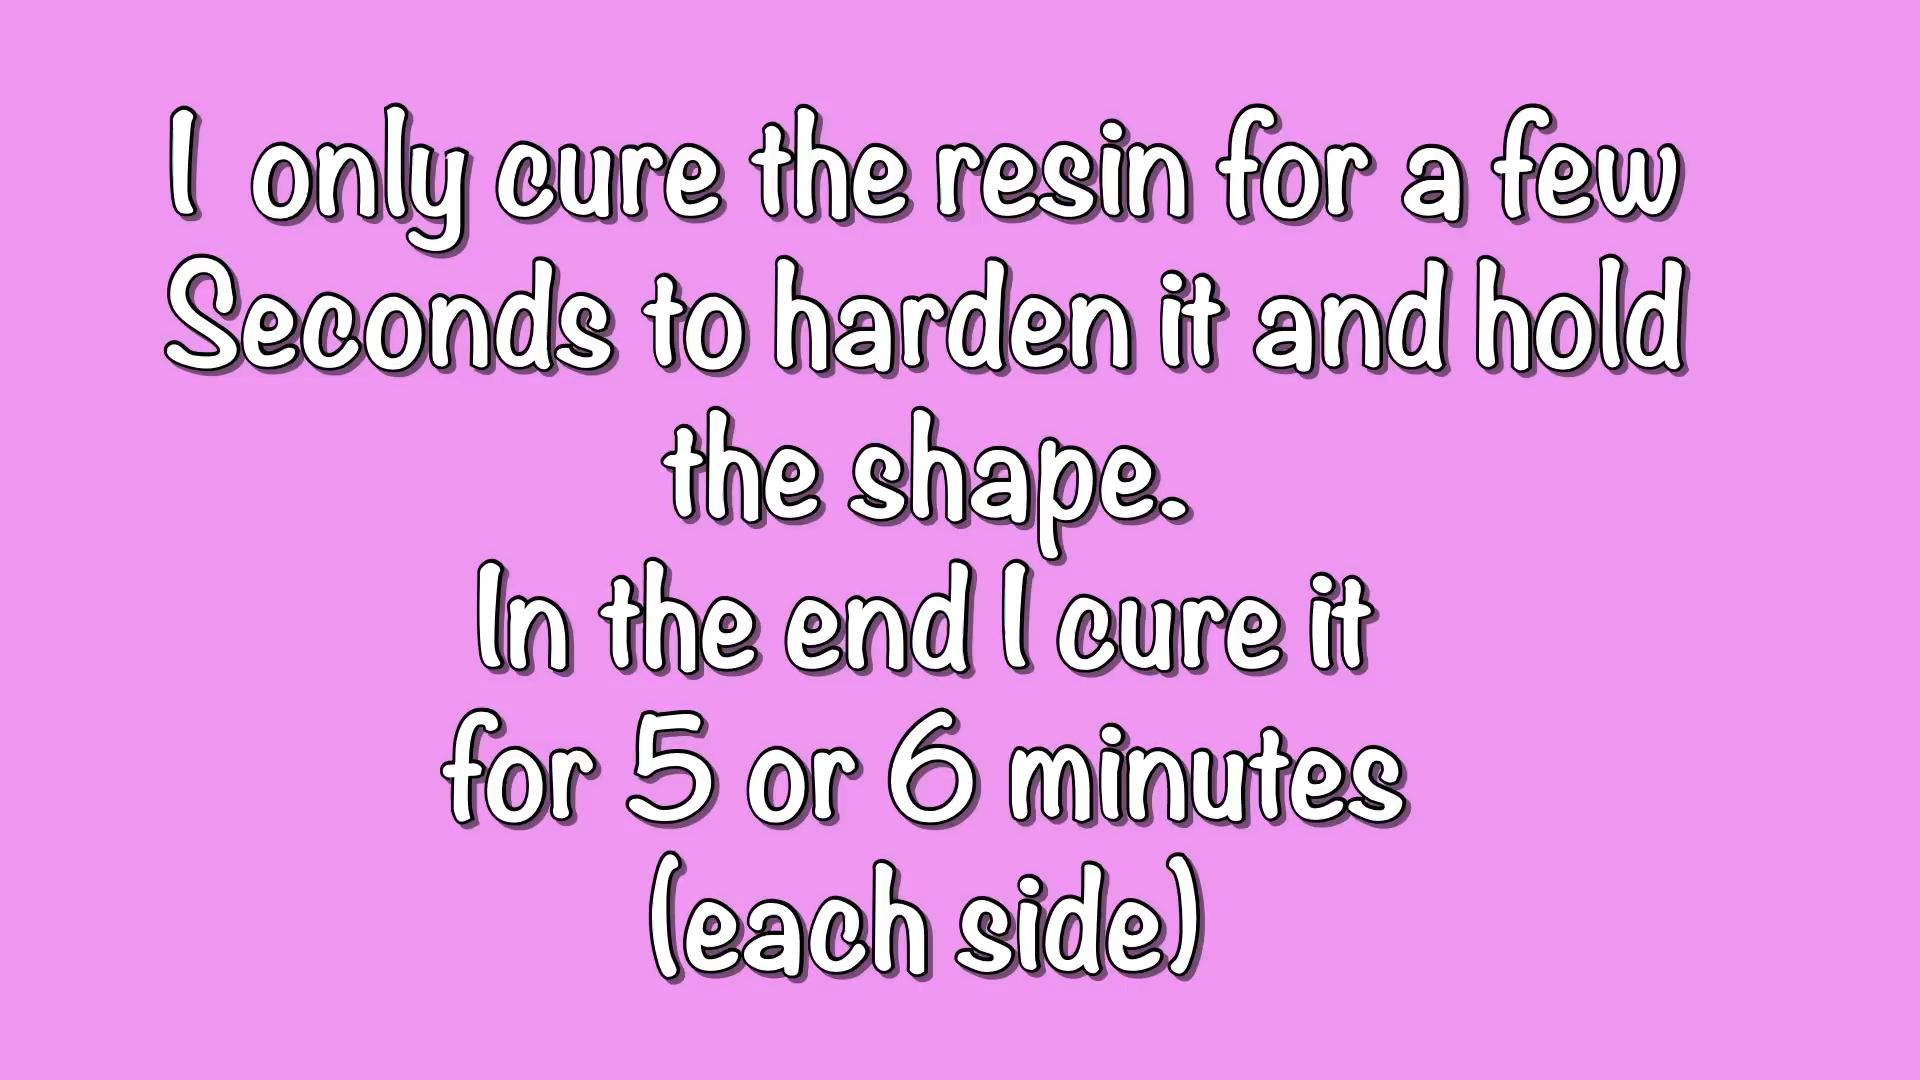 I only cure the resin for a few
Seconds to harden it and hold
the shape.
In the end I cure it
for 5 or 6 minutes
(each side)